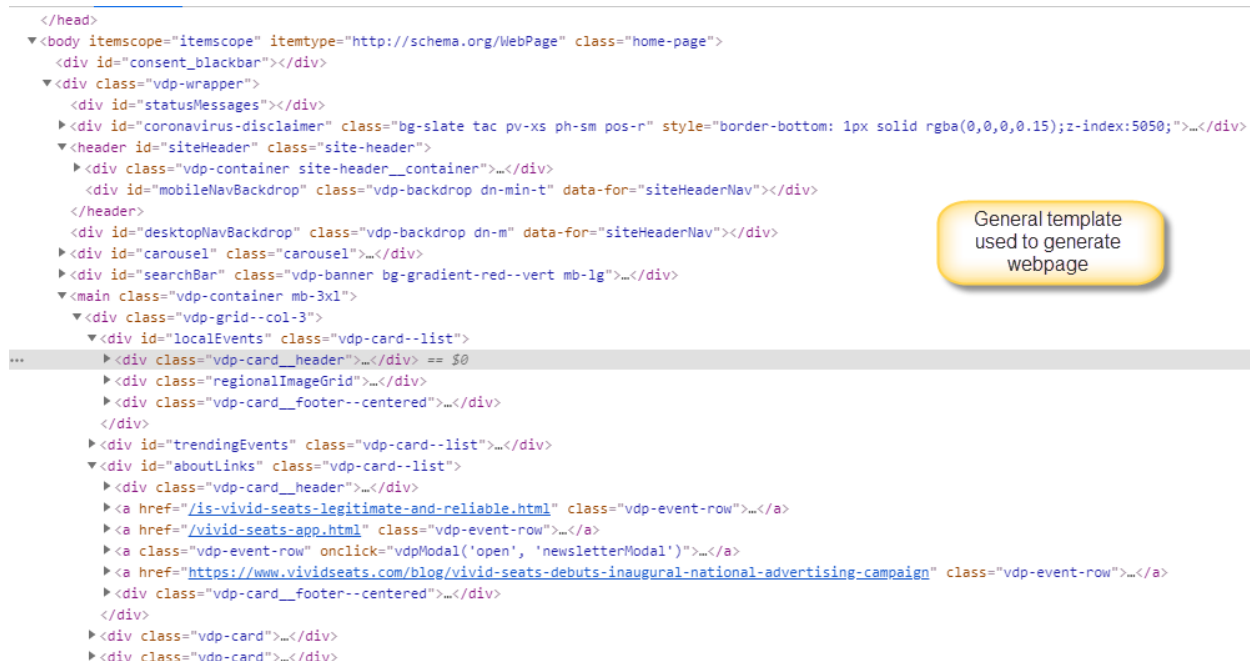 </head>
▼<body itemscope="itemscope" itemtype="http://schema.org/WebPage" class="home-page">
<div id="consent_blackbar"></div>
▼<div class="vdp-wrapper">
<div id="statusMessages"></div>
▶<div id="coronavirus-disclaimer" class="bg-slate tac pv-xs ph-sm pos-r" style="border-bottom: 1px solid rgba(0,0,0,0.15);z-index:5050;">…</div>
▼<header id="siteHeader" class="site-header">
▶<div class="vdp-container site-header__container">…</div>
<div id="mobileNavBackdrop" class="vdp-backdrop dn-min-t" data-for="siteHeaderNav"></div>
</header>
<div id="desktopNavBackdrop" class="vdp-backdrop dn-m" data-for="siteHeaderNav"></div>
▶<div id="carousel" class="carousel">…</div>
▶<div id="searchBar" class="vdp-banner bg-gradient-red--vert mb-lg">…</div>
▼<main class="vdp-container mb-3xl">
▼<div class="vdp-grid--col-3">
▼<div id="localEvents" class="vdp-card--list">
… ▶<div class="vdp-card__header">…</div> == $0
▶<div class="regionalImageGrid">…</div>
▶<div class="vdp-card__footer--centered">…</div>
</div>
▶<div id="trendingEvents" class="vdp-card--list">…</div>
▼<div id="aboutLinks" class="vdp-card--list">
▶<div class="vdp-card__header">…</div>
▶<a href="/is-vivid-seats-legitimate-and-reliable.html" class="vdp-event-row">…</a>
▶<a href="/vivid-seats-app.html" class="vdp-event-row">…</a>
▶<a class="vdp-event-row" onclick="vdpModal('open', 'newsletterModal')">…</a>
▶<a href="https://www.vividseats.com/blog/vivid-seats-debuts-inaugural-national-advertising-campaign" class="vdp-event-row">…</a>
▶<div class="vdp-card__footer--centered">…</div>
</div>
▶<div class="vdp-card">…</div>
▶<div class="vdp-card">…</div>
General template
used to generate
webpage